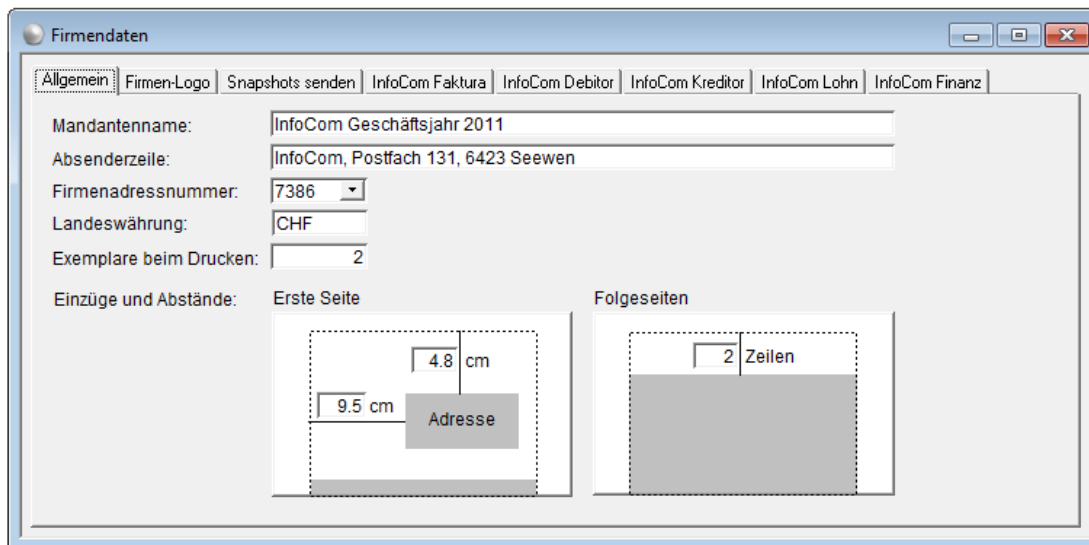 Firmendaten
Allgemein Firmen-Logo Snapshots senden InfoCom Faktura InfoCom Debitor InfoCom Kreditor InfoCom Lohn InfoCom Finanz
Mandantenname: InfoCom Geschäftsjahr 2011
Absenderzeile: InfoCom, Postfach 131, 6423 Seewen
Firmenadressnummer: 7386
Landeswährung: CHF
Exemplare beim Drucken: 2
Einzüge und Abstände: Erste Seite Folgeseiten
4.8 cm 2 Zeilen
9.5 cm
Adresse